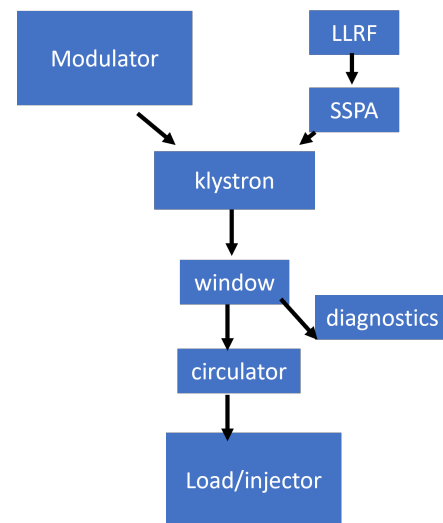 Modulator
LLRF
SSPA
klystron
window
diagnostics
circulator
Load/injector